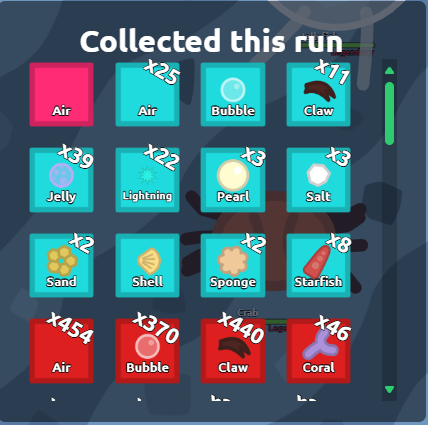 Collected this run
Air
x25
Air
Bubble
x11
Claw
x39
Jelly
x22
Lightning
x3
Pearl
x3
Salt
x2
Sand
Shell
x2
Sponge
x8
Starfish
x454
Air
x370
Bubble
x440
Claw
x46
Coral
Crab